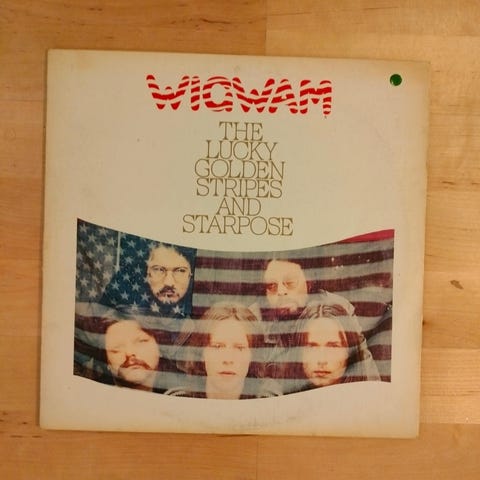 WIGWAM
THE
LUCKY
GOLDEN
STRIPES
AND
STARPOSE